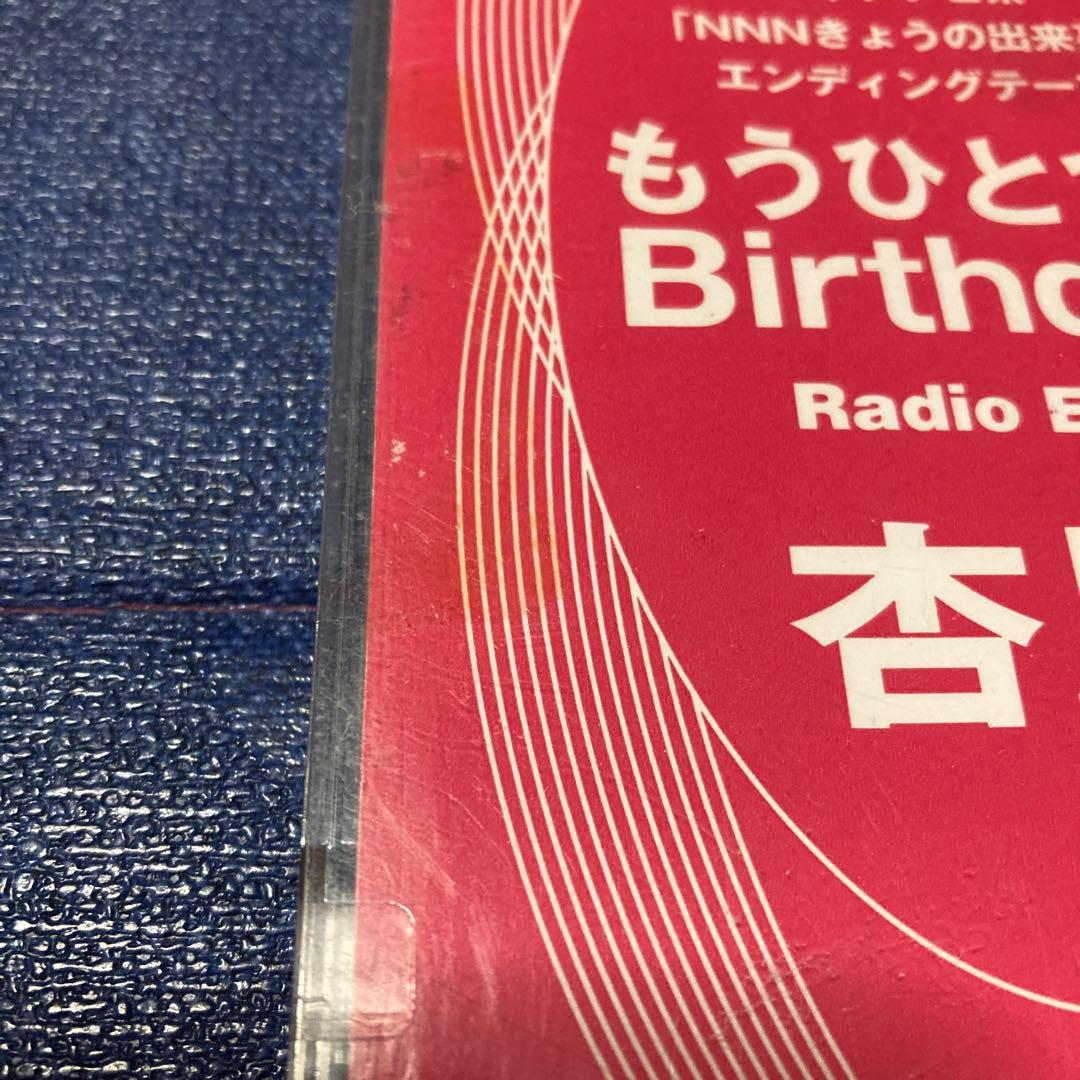 「NNNきょうの出来
エンディングテー
もうひと
Birth
Radio
杏